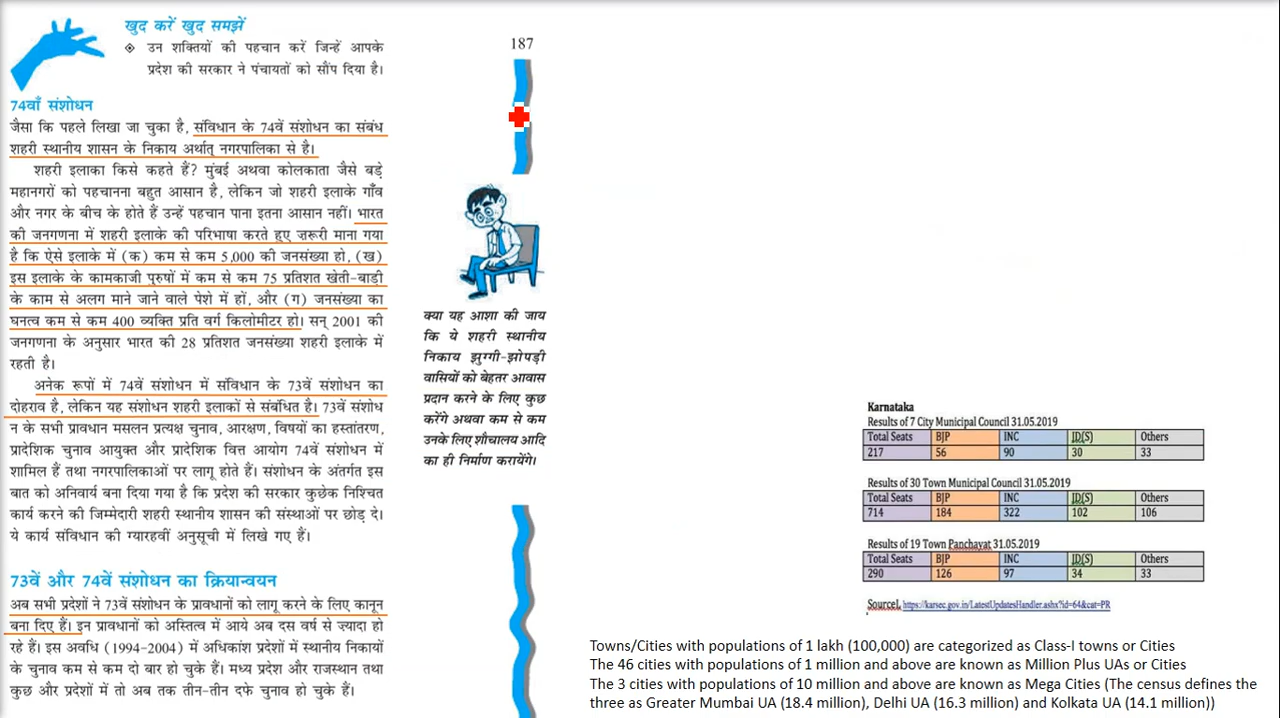 खुद करें खुद समझें
❖ उन शक्तियों की पहचान करें जिन्हें आपके
प्रदेश की सरकार ने पंचायतों को सौंप दिया है।
187
74वाँ संशोधन
जैसा कि पहले लिखा जा चुका है, संविधान के 74वें संशोधन का संबंध
शहरी स्थानीय शासन के निकाय अर्थात् नगरपालिका से है।
शहरी इलाका किसे कहते हैं? मुंबई अथवा कोलकाता जैसे बड़े
महानगरों को पहचानना बहुत आसान है, लेकिन जो शहरी इलाके गाँव
और नगर के बीच के होते हैं उन्हें पहचान पाना इतना आसान नहीं। भारत
की जनगणना में शहरी इलाके की परिभाषा करते हुए ज़रूरी माना गया
है कि ऐसे इलाके में (क) कम से कम 5,000 की जनसंख्या हो, (ख)
इस इलाके के कामकाजी पुरुषों में कम से कम 75 प्रतिशत खेती-बाड़ी
के काम से अलग माने जाने वाले पेशे में हों, और (ग) जनसंख्या का
घनत्व कम से कम 400 व्यक्ति प्रति वर्ग किलोमीटर हो। सन् 2001 की
जनगणना के अनुसार भारत की 28 प्रतिशत जनसंख्या शहरी इलाके में
रहती है।
अनेक रूपों में 74वें संशोधन में संविधान के 73वें संशोधन का
दोहराव है, लेकिन यह संशोधन शहरी इलाकों से संबंधित है। 73वें संशोध
न के सभी प्रावधान मसलन प्रत्यक्ष चुनाव, आरक्षण, विषयों का हस्तांतरण,
प्रादेशिक चुनाव आयुक्त और प्रादेशिक वित्त आयोग 74वें संशोधन में
शामिल हैं तथा नगरपालिकाओं पर लागू होते हैं। संशोधन के अंतर्गत इस
बात को अनिवार्य बना दिया गया है कि प्रदेश की सरकार कुछेक निश्चित
कार्य करने की जिम्मेदारी शहरी स्थानीय शासन की संस्थाओं पर छोड़ दे।
ये कार्य संविधान की ग्यारहवीं अनुसूची में लिखे गए हैं।
73वें और 74वें संशोधन का क्रियान्वयन
अब सभी प्रदेशों ने 73वें संशोधन के प्रावधानों को लागू करने के लिए कानून
बना दिए हैं। इन प्रावधानों को अस्तित्व में आये अब दस वर्ष से ज्यादा हो
रहे हैं। इस अवधि (1994-2004) में अधिकांश प्रदेशों में स्थानीय निकायों
के चुनाव कम से कम दो बार हो चुके हैं। मध्य प्रदेश और राजस्थान तथा
कुछ और प्रदेशों में तो अब तक तीन-तीन दफे चुनाव हो चुके हैं।
क्या यह आशा की जाय
कि ये शहरी स्थानीय
निकाय झुग्गी-झोपड़ी
वासियों को बेहतर आवास
प्रदान करने के लिए कुछ
करेंगे अथवा कम से कम
उनके लिए शौचालय आदि
का ही निर्माण करायेंगे।
Karnataka
Results of 7 City Municipal Council 31.05.2019
Total Seats BJP INC JD(S) Others
217 56 90 30 33
Results of 30 Town Municipal Council 31.05.2019
Total Seats BJP INC JD(S) Others
714 184 322 102 106
Results of 19 Town Panchayat 31.05.2019
Total Seats BJP INC JD(S) Others
290 126 97 34 33
SourceL https://karsec.gov.in/LatestUpdatesHandler.ashx?id=64&cat=PR
Towns/Cities with populations of 1 lakh (100,000) are categorized as Class-I towns or Cities
The 46 cities with populations of 1 million and above are known as Million Plus UAs or Cities
The 3 cities with populations of 10 million and above are known as Mega Cities (The census defines the
three as Greater Mumbai UA (18.4 million), Delhi UA (16.3 million) and Kolkata UA (14.1 million))